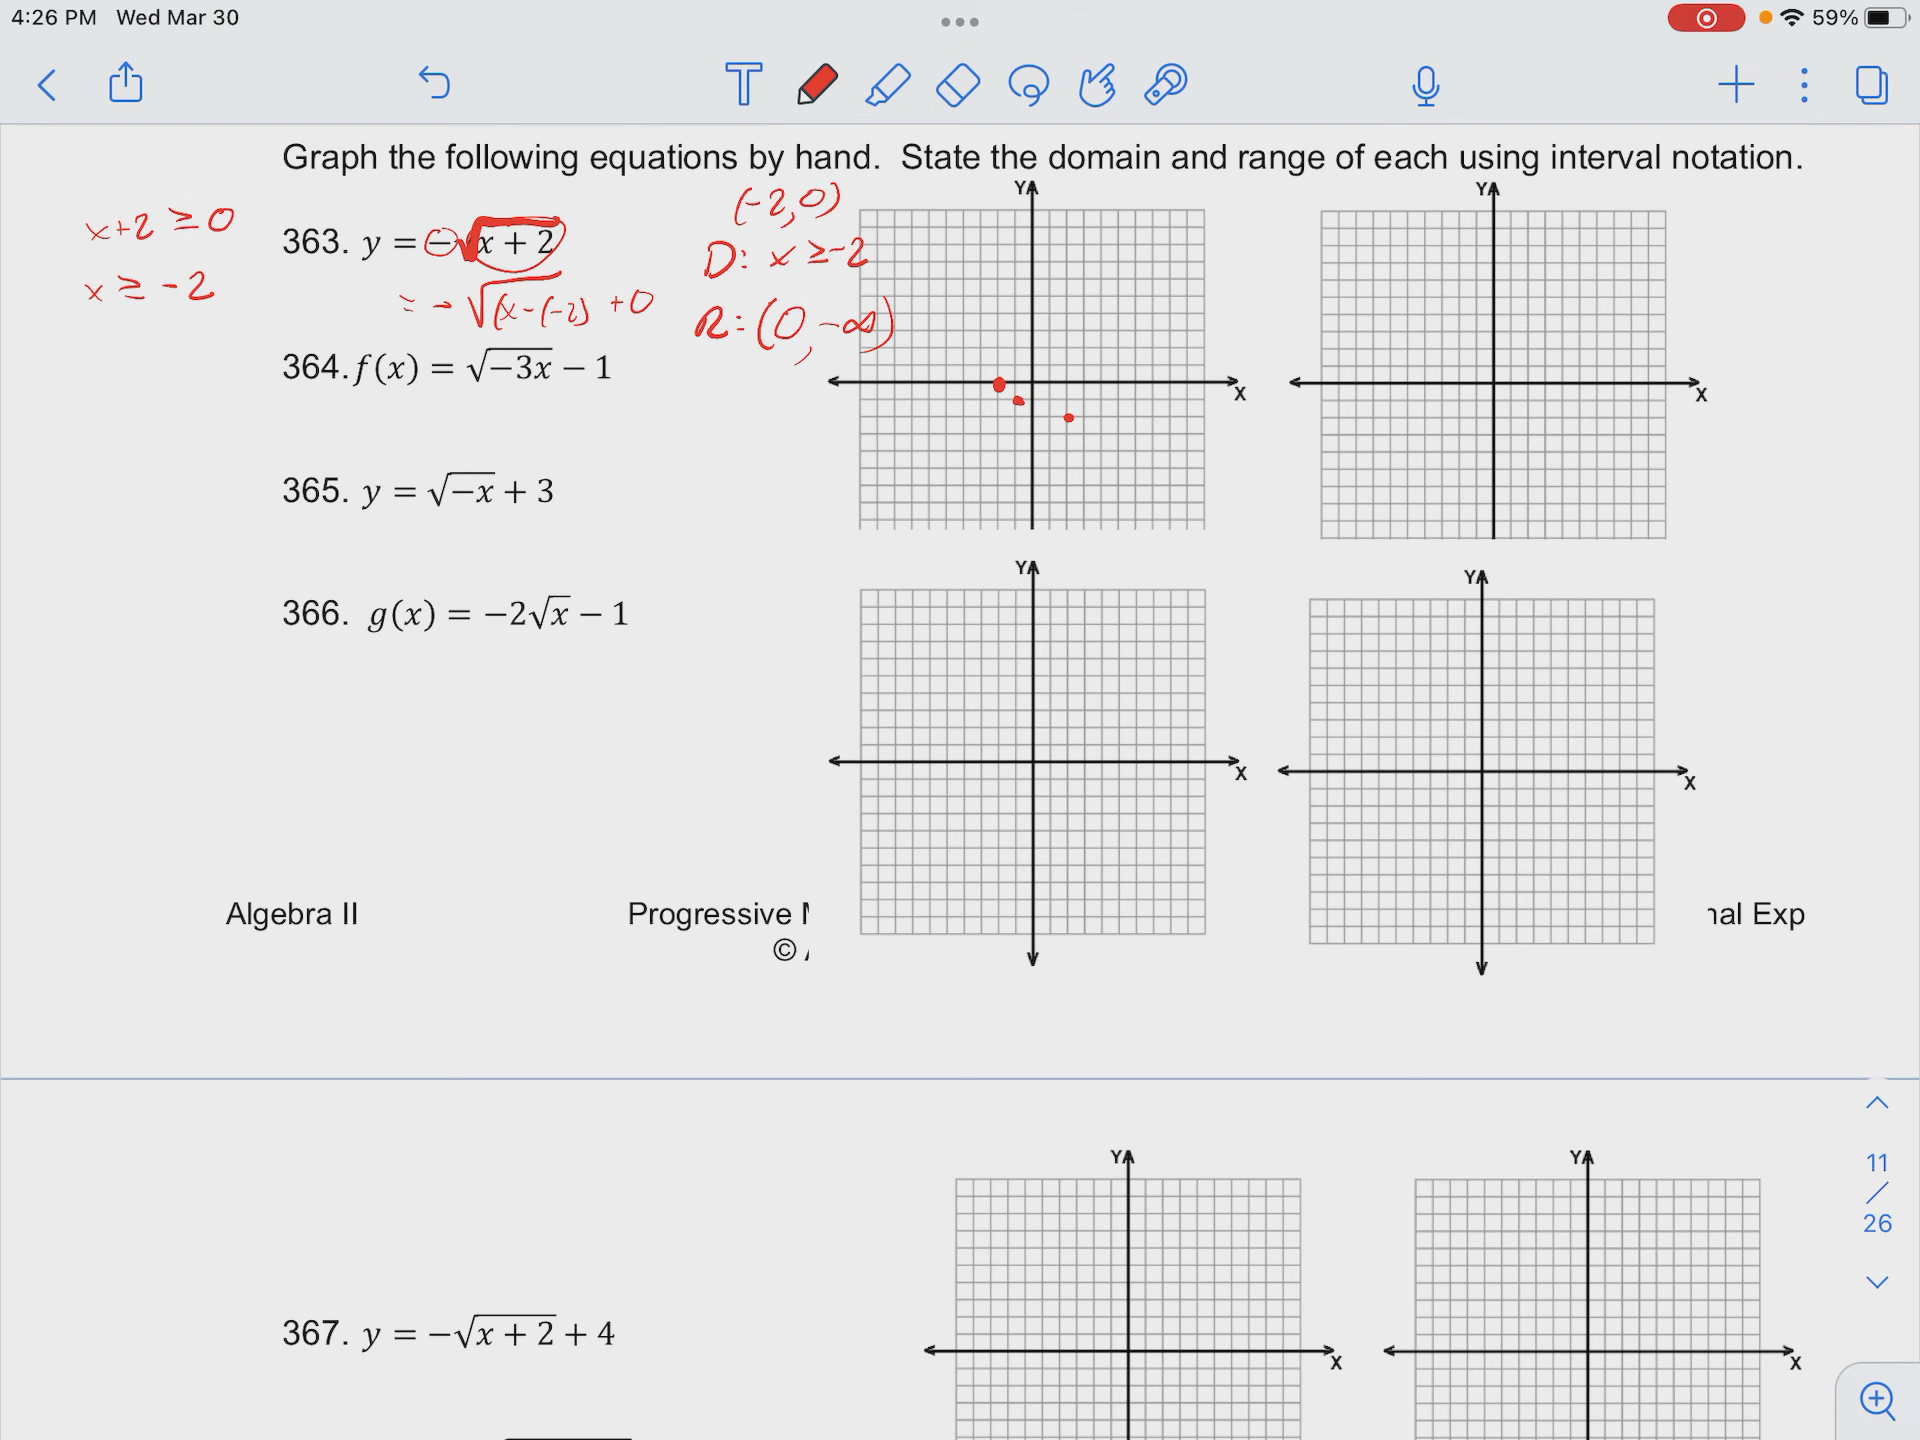 4:26 PM Wed Mar 30
59%
Graph the following equations by hand. State the domain and range of each using interval notation.
x+2 ≥ 0
x ≥ -2
363. y = −√x + 2
= -√(x-(-2) +0
(-2,0)
D: x ≥ -2
R: (0, -∞)
364. f(x) = √−3x − 1
365. y = √−x + 3
366. g(x) = −2√x − 1
Y
X
Y
X
Y
X
Y
X
Algebra II
Progressive
©
nal Exp
11
/
26
Y
X
Y
X
367. y = −√x + 2 + 4